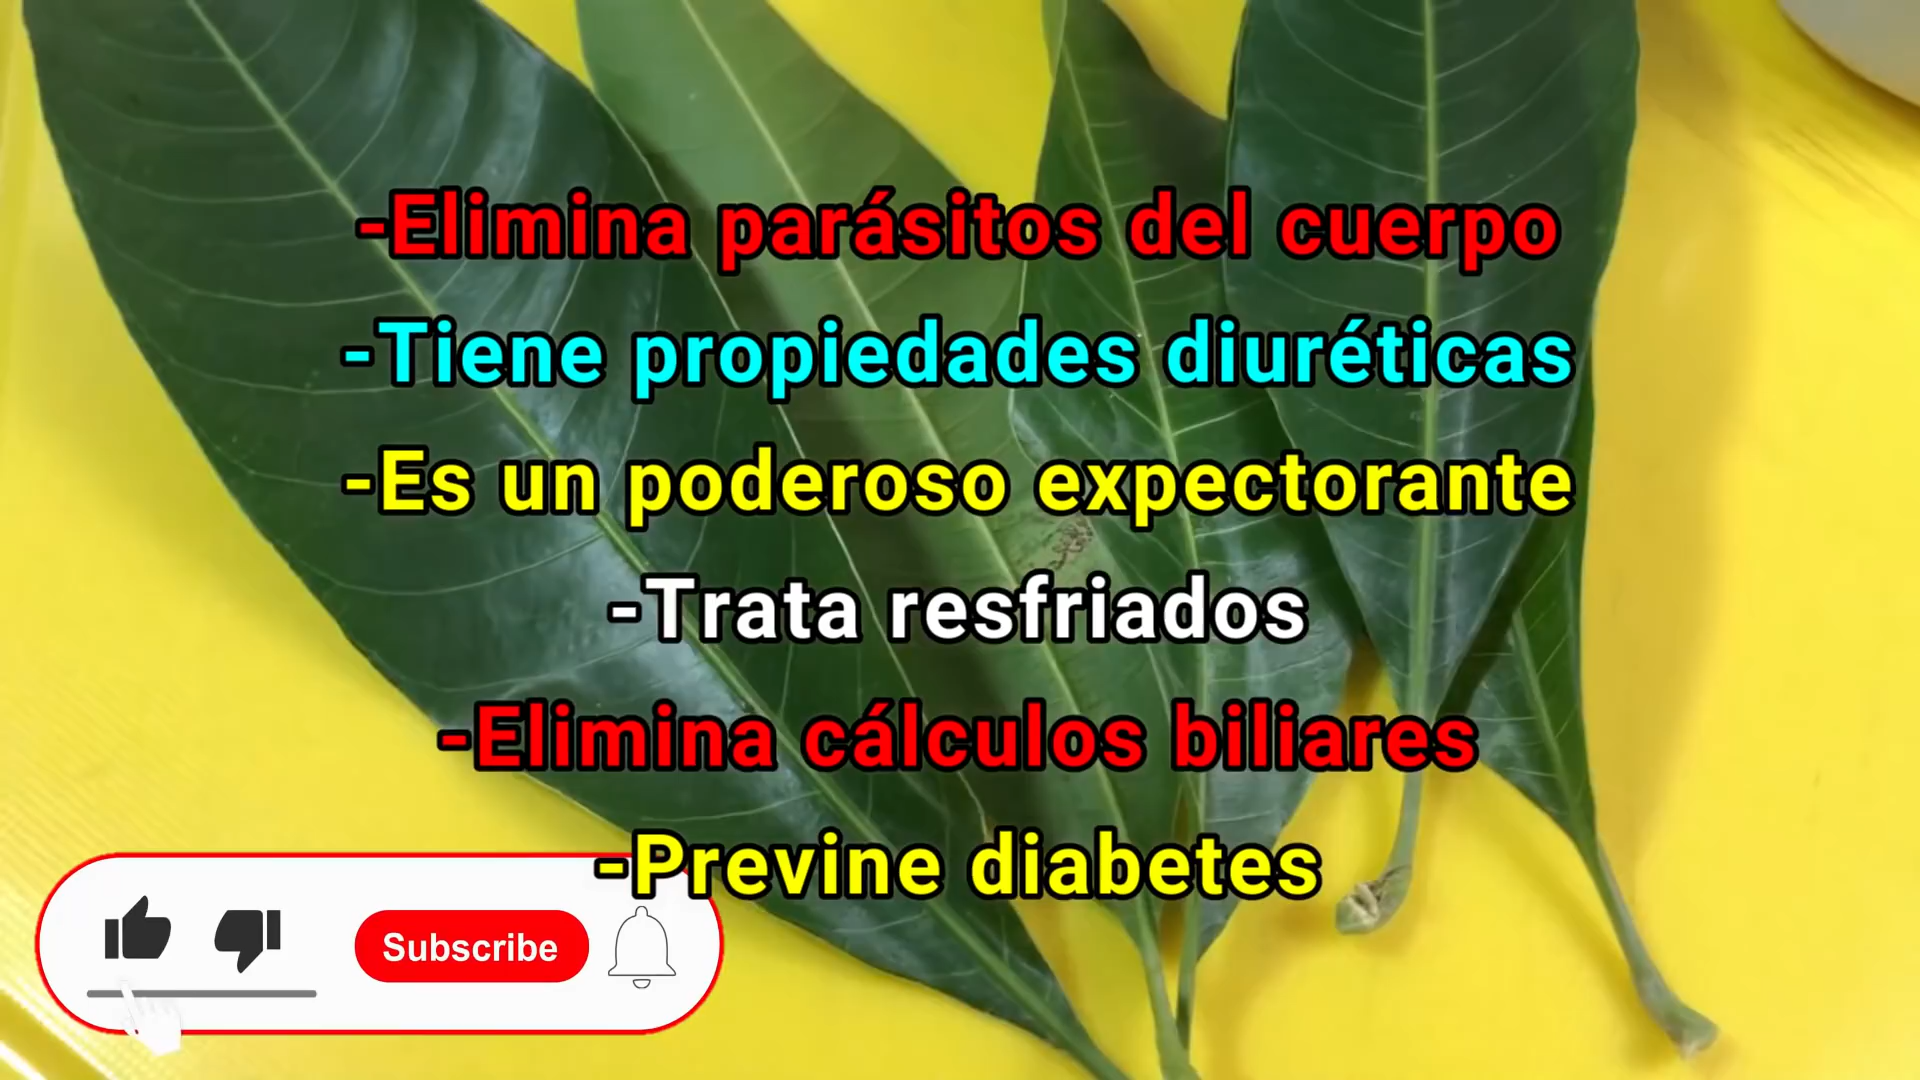 -Elimina parásitos del cuerpo
-Tiene propiedades diuréticas
-Es un poderoso expectorante
-Trata resfriados
-Elimina cálculos biliares
-Previne diabetes
Subscribe